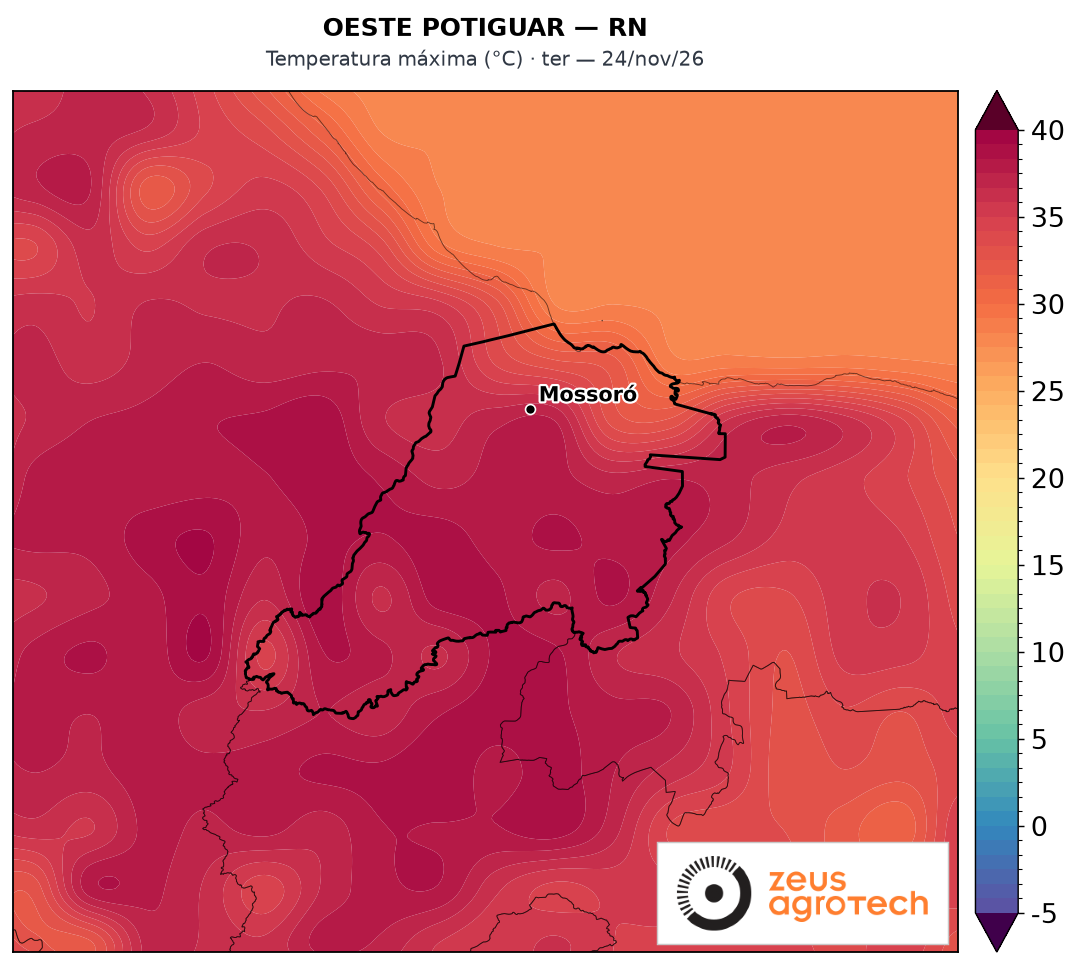 OESTE POTIGUAR — RN
Temperatura máxima (°C) · ter — 24/nov/26
Mossoró
40
35
30
25
20
15
10
5
0
-5
zeus
agrotech